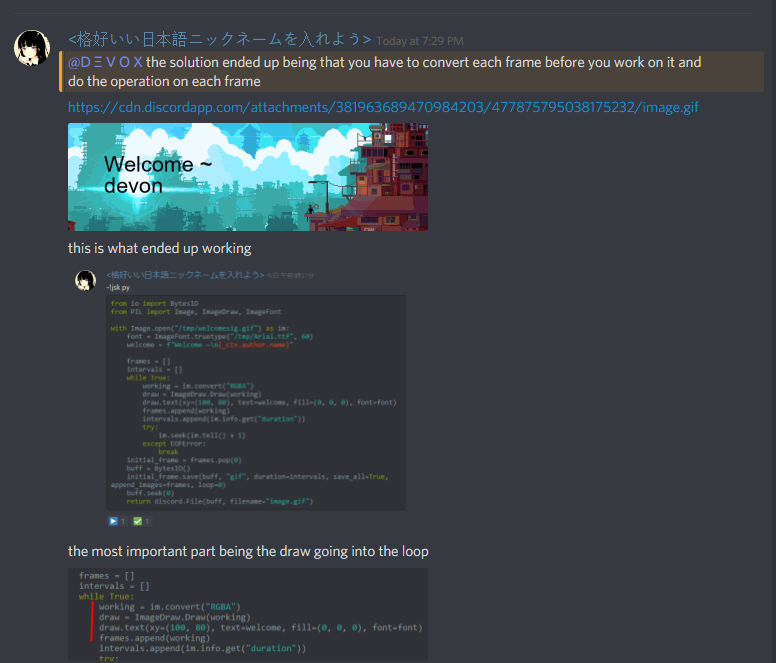 <格好いい日本語ニックネームを入れよう> Today at 7:29 PM
@DΞVOX the solution ended up being that you have to convert each frame before you work on it and
do the operation on each frame
https://cdn.discordapp.com/attachments/381963689470984203/477875795038175232/image.gif
Welcome ~
devon
this is what ended up working
<格好いい日本語ニックネームを入れよう>
~!jsk py
from io import BytesIO
from PIL import Image, ImageDraw, ImageFont
with Image.open("/tmp/welcomesig.gif") as im:
font = ImageFont.truetype("/tmp/Arial.ttf", 60)
welcome = f"Welcome ~\n{_ctx.author.name}"
frames = []
intervals = []
while True:
working = im.convert("RGBA")
draw = ImageDraw.Draw(working)
draw.text(xy=(100, 80), text=welcome, fill=(0, 0, 0), font=font)
frames.append(working)
intervals.append(im.info.get("duration"))
try:
im.seek(im.tell() + 1)
except EOFError:
break
initial_frame = frames.pop(0)
buff = BytesIO()
initial_frame.save(buff, "gif", duration=intervals, save_all=True,
append_images=frames, loop=0)
buff.seek(0)
return discord.File(buff, filename="image.gif")
1 1
the most important part being the draw going into the loop
frames = []
intervals = []
while True:
working = im.convert("RGBA")
draw = ImageDraw.Draw(working)
draw.text(xy=(100, 80), text=welcome, fill=(0, 0, 0), font=font)
frames.append(working)
intervals.append(im.info.get("duration"))
try: